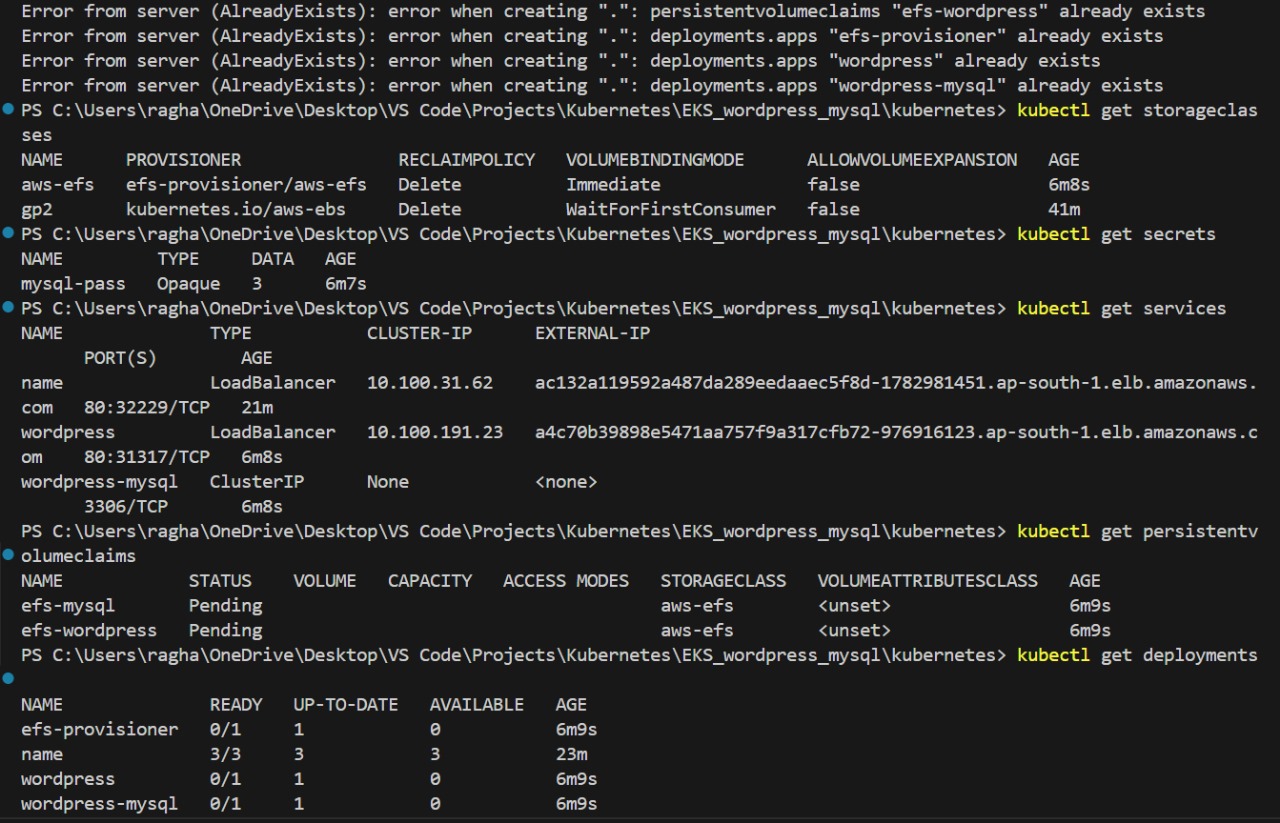 Error from server (AlreadyExists): error when creating ".": persistentvolumeclaims "efs-wordpress" already exists
Error from server (AlreadyExists): error when creating ".": deployments.apps "efs-provisioner" already exists
Error from server (AlreadyExists): error when creating ".": deployments.apps "wordpress" already exists
Error from server (AlreadyExists): error when creating ".": deployments.apps "wordpress-mysql" already exists
PS C:\Users\ragha\OneDrive\Desktop\VS Code\Projects\Kubernetes\EKS_wordpress_mysql\kubernetes> kubectl get storageclas
ses
NAME PROVISIONER RECLAIMPOLICY VOLUMEBINDINGMODE ALLOWVOLUMEEXPANSION AGE
aws-efs efs-provisioner/aws-efs Delete Immediate false 6m8s
gp2 kubernetes.io/aws-ebs Delete WaitForFirstConsumer false 41m
PS C:\Users\ragha\OneDrive\Desktop\VS Code\Projects\Kubernetes\EKS_wordpress_mysql\kubernetes> kubectl get secrets
NAME TYPE DATA AGE
mysql-pass Opaque 3 6m7s
PS C:\Users\ragha\OneDrive\Desktop\VS Code\Projects\Kubernetes\EKS_wordpress_mysql\kubernetes> kubectl get services
NAME TYPE CLUSTER-IP EXTERNAL-IP
PORT(S) AGE
name LoadBalancer 10.100.31.62 ac132a119592a487da289eedaaec5f8d-1782981451.ap-south-1.elb.amazonaws.
com 80:32229/TCP 21m
wordpress LoadBalancer 10.100.191.23 a4c70b39898e5471aa757f9a317cfb72-976916123.ap-south-1.elb.amazonaws.c
om 80:31317/TCP 6m8s
wordpress-mysql ClusterIP None <none>
3306/TCP 6m8s
PS C:\Users\ragha\OneDrive\Desktop\VS Code\Projects\Kubernetes\EKS_wordpress_mysql\kubernetes> kubectl get persistentv
olumeclaims
NAME STATUS VOLUME CAPACITY ACCESS MODES STORAGECLASS VOLUMEATTRIBUTESCLASS AGE
efs-mysql Pending aws-efs <unset> 6m9s
efs-wordpress Pending aws-efs <unset> 6m9s
PS C:\Users\ragha\OneDrive\Desktop\VS Code\Projects\Kubernetes\EKS_wordpress_mysql\kubernetes> kubectl get deployments
NAME READY UP-TO-DATE AVAILABLE AGE
efs-provisioner 0/1 1 0 6m9s
name 3/3 3 3 23m
wordpress 0/1 1 0 6m9s
wordpress-mysql 0/1 1 0 6m9s